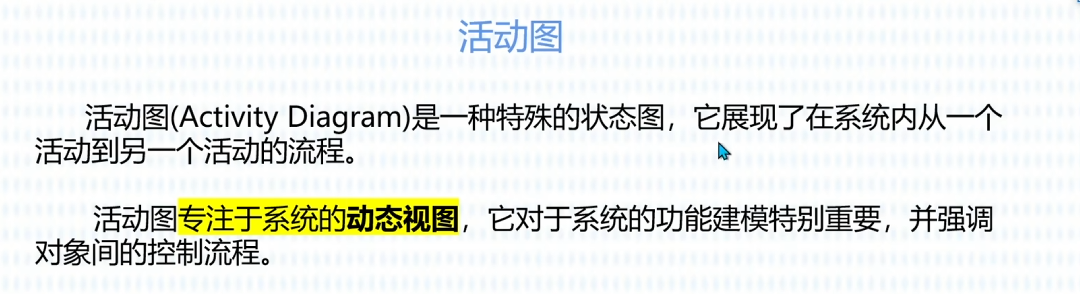 活动图
活动图(Activity Diagram)是一种特殊的状态图，它展现了在系统内从一个
活动到另一个活动的流程。
活动图专注于系统的动态视图，它对于系统的功能建模特别重要，并强调
对象间的控制流程。